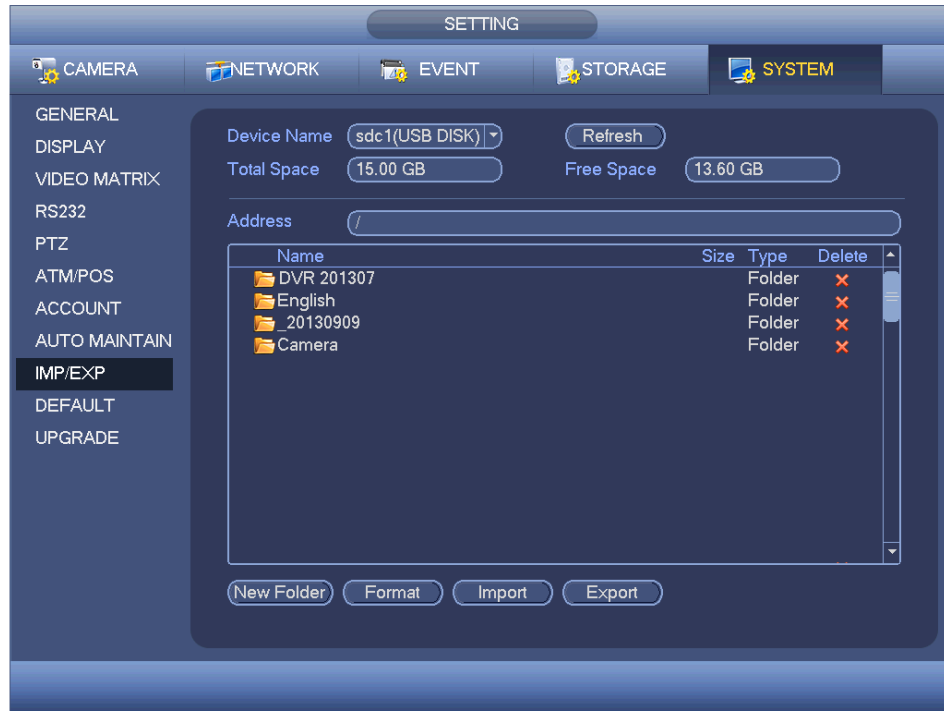 SETTING
CAMERA NETWORK EVENT STORAGE SYSTEM
GENERAL
DISPLAY
VIDEO MATRIX
RS232
PTZ
ATM/POS
ACCOUNT
AUTO MAINTAIN
IMP/EXP
DEFAULT
UPGRADE
Device Name sdc1(USB DISK) Refresh
Total Space 15.00 GB Free Space 13.60 GB
Address /
Name Size Type Delete
DVR 201307 Folder
English Folder
_20130909 Folder
Camera Folder
New Folder Format Import Export